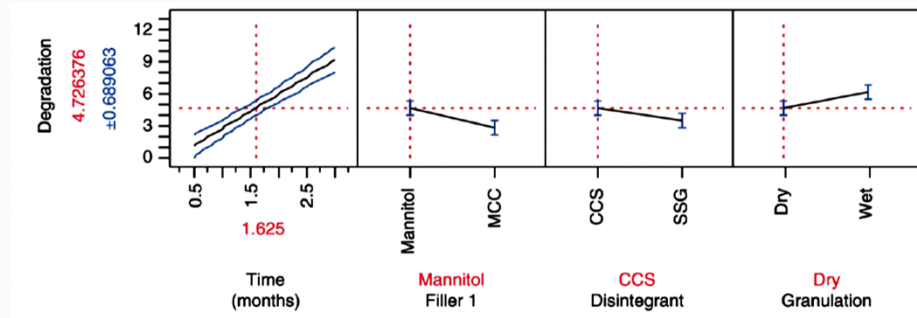 Degradation
4.726376
±0.689063
12
9
6
3
0
0.5
1.5
2.5
1.625
Time
(months)
Mannitol
MCC
Mannitol
Filler 1
CCS
SSG
CCS
Disintegrant
Dry
Wet
Dry
Granulation